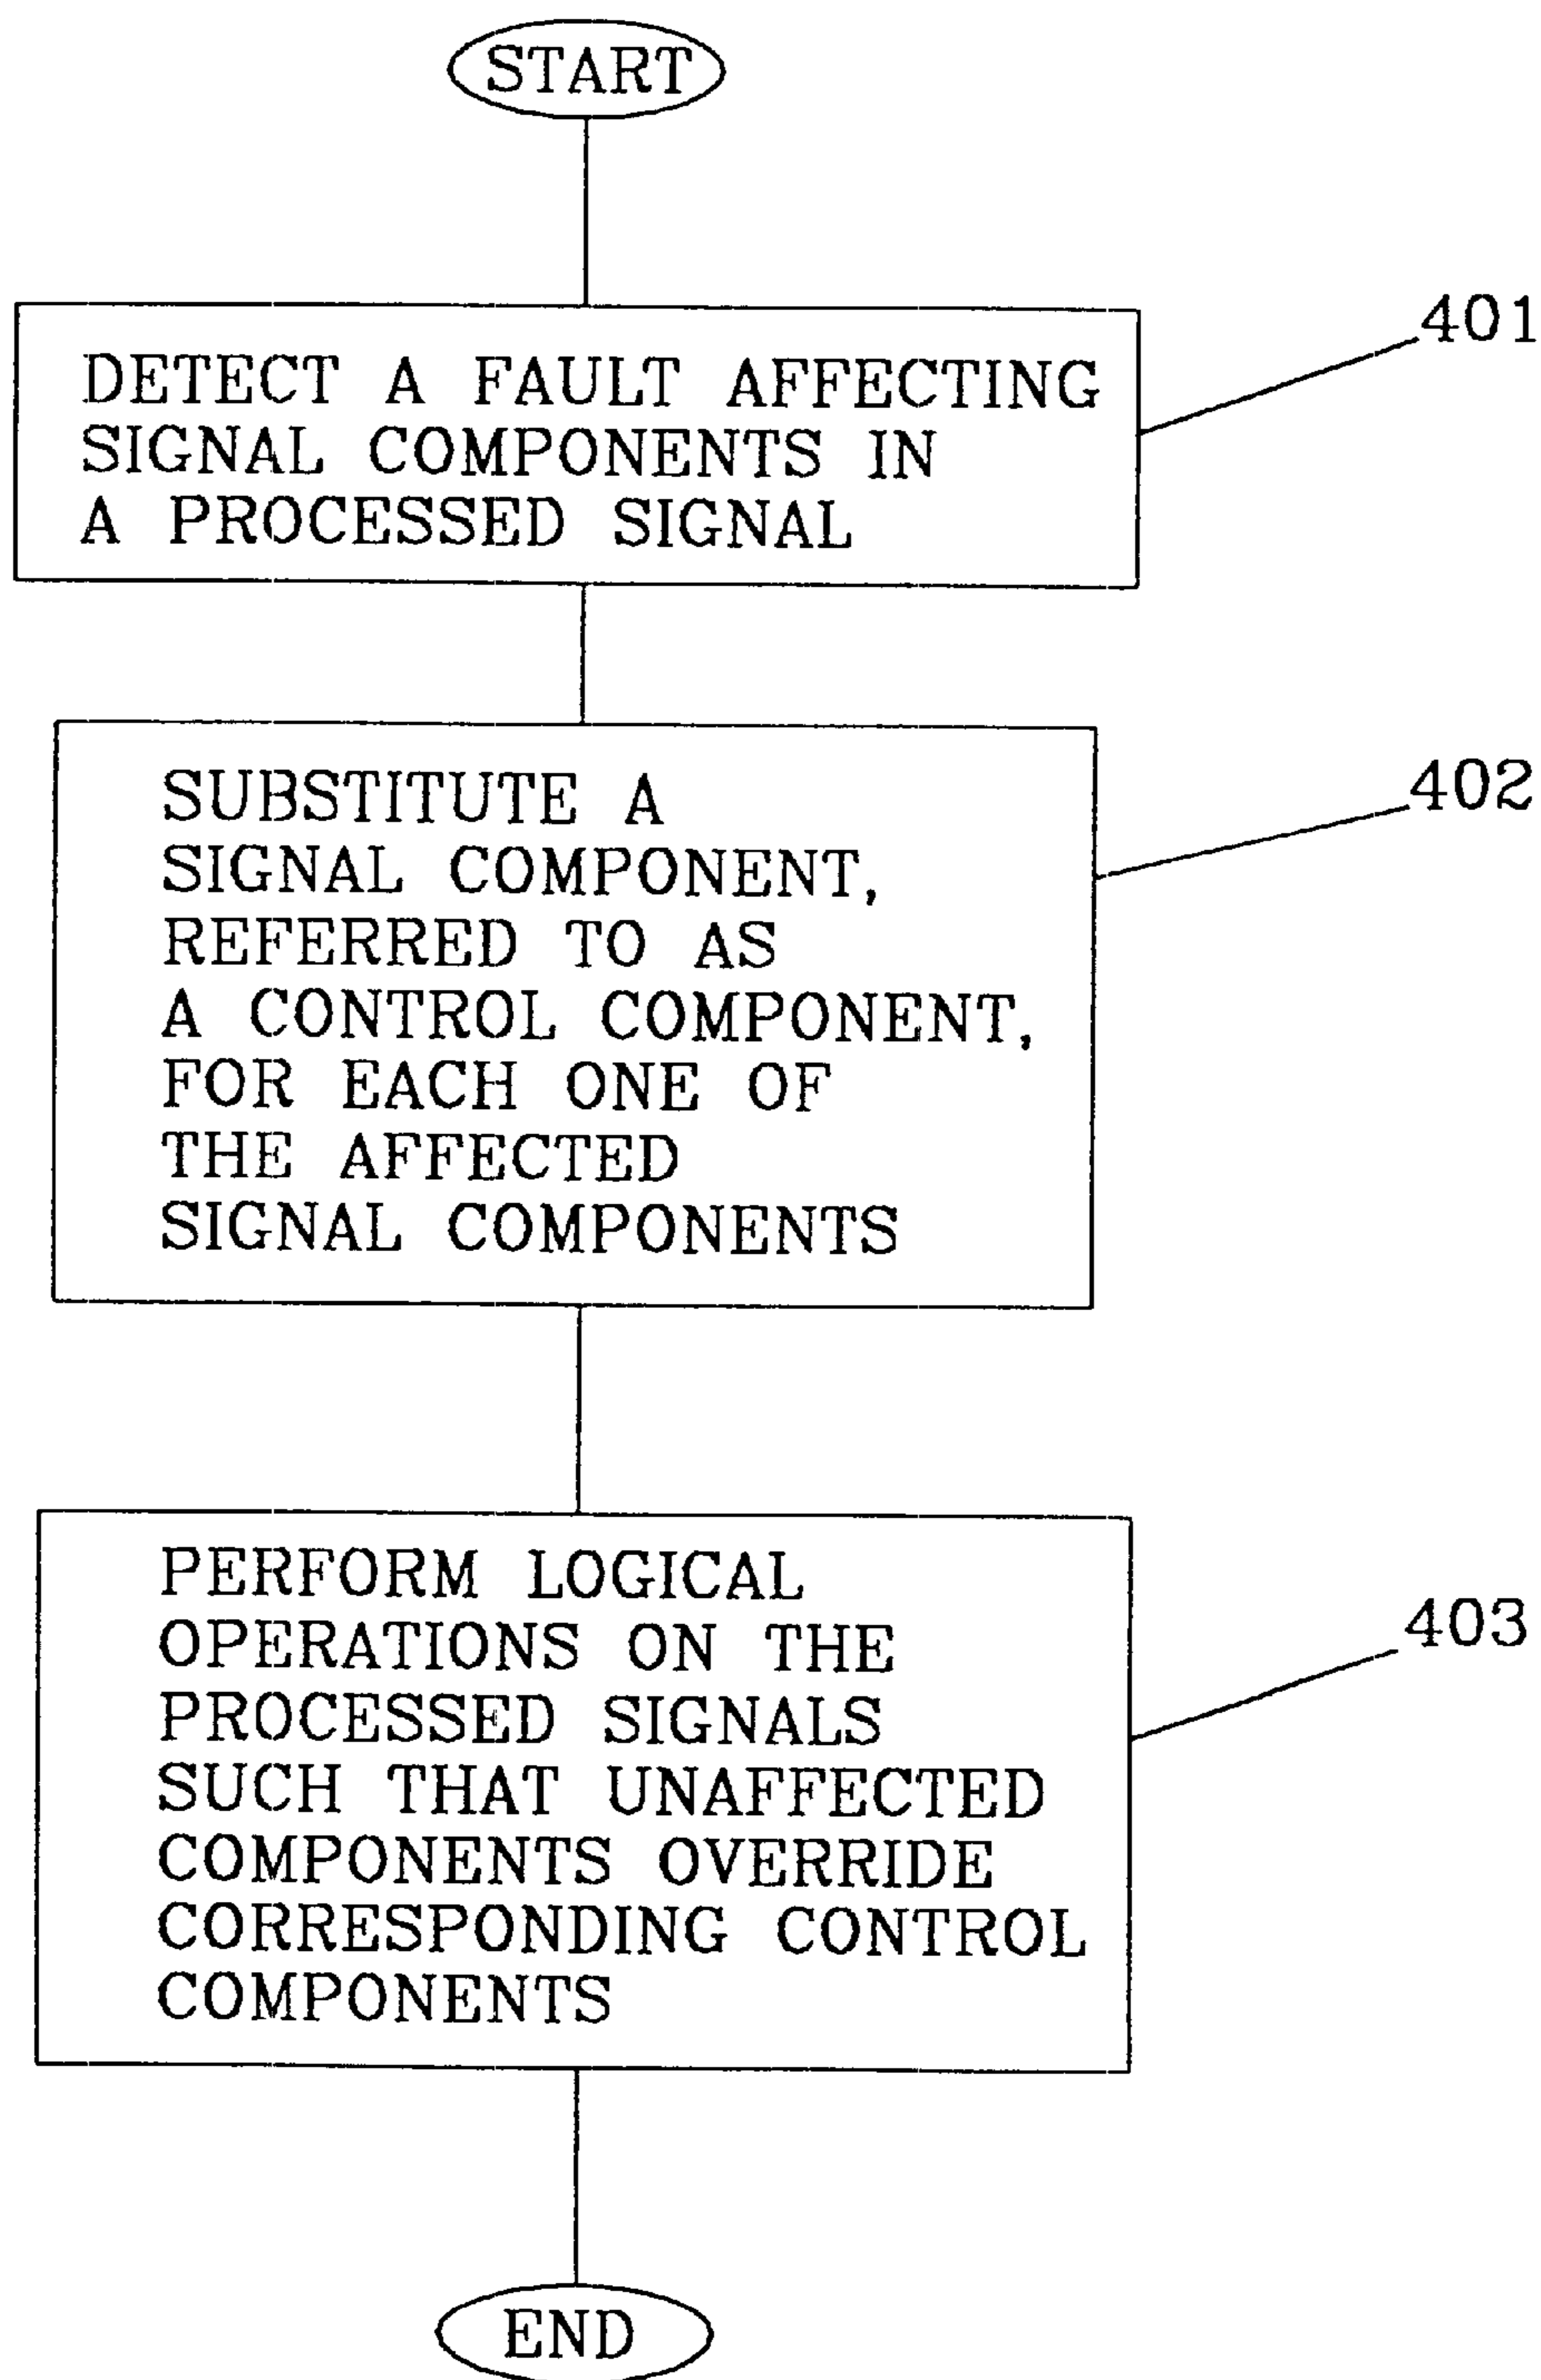 START
401
DETECT A FAULT AFFECTING
SIGNAL COMPONENTS IN
A PROCESSED SIGNAL
402
SUBSTITUTE A
SIGNAL COMPONENT,
REFERRED TO AS
A CONTROL COMPONENT,
FOR EACH ONE OF
THE AFFECTED
SIGNAL COMPONENTS
403
PERFORM LOGICAL
OPERATIONS ON THE
PROCESSED SIGNALS
SUCH THAT UNAFFECTED
COMPONENTS OVERRIDE
CORRESPONDING CONTROL
COMPONENTS
END